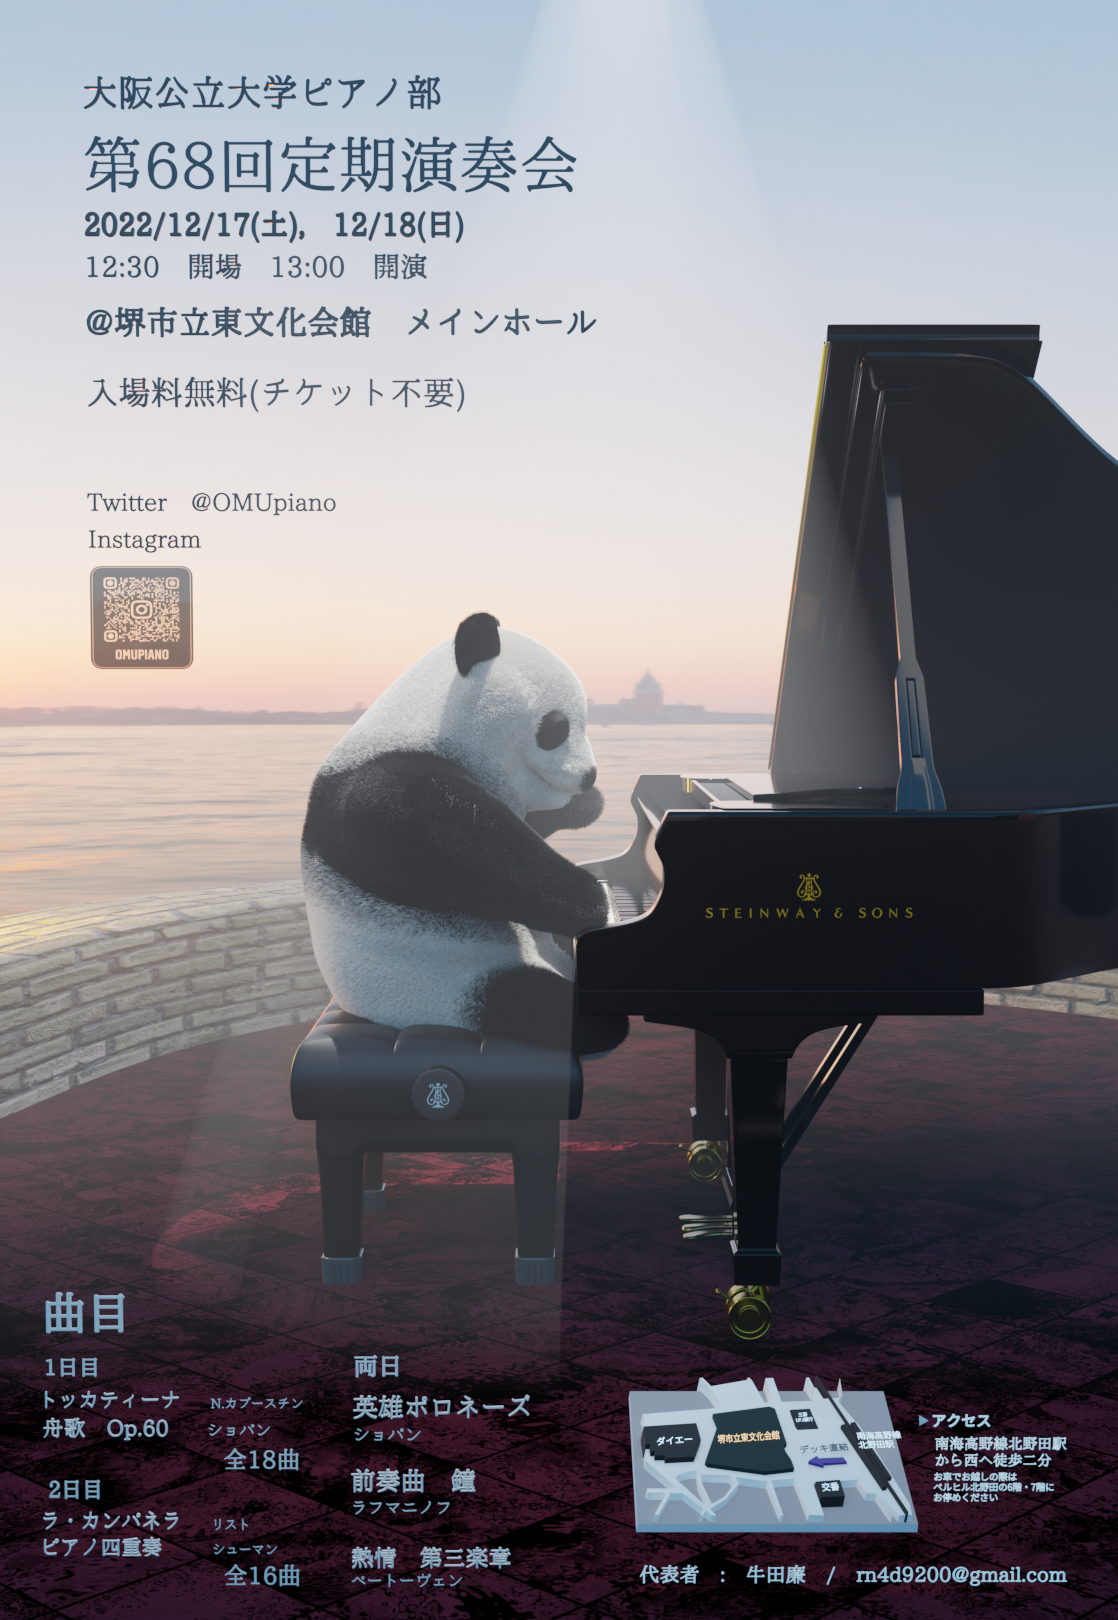 大阪公立大学ピアノ部
第68回定期演奏会
2022/12/17(土),　12/18(日)
12:30　開場　13:00　開演
@堺市立東文化会館　メインホール
入場料無料(チケット不要)
Twitter　@OMUpiano
Instagram
OMUPIANO
STEINWAY & SONS
曲目
1日目
トッカティーナ　N.カプースチン
舟歌　Op.60　ショパン
全18曲
2日目
ラ・カンパネラ　リスト
ピアノ四重奏　シューマン
全16曲
両日
英雄ポロネーズ
ショパン
前奏曲　鐘
ラフマニノフ
熱情　第三楽章
ベートーヴェン
ダイエー
堺市立東文化会館
三菱
UFJ銀行
デッキ直結
南海高野線
北野田駅
交番
▶アクセス
南海高野線北野田駅
から西へ徒歩二分
お車でお越しの際は
ベルヒル北野田の6階・7階に
お停めください
代表者　：　牛田廉　/　rn4d9200@gmail.com